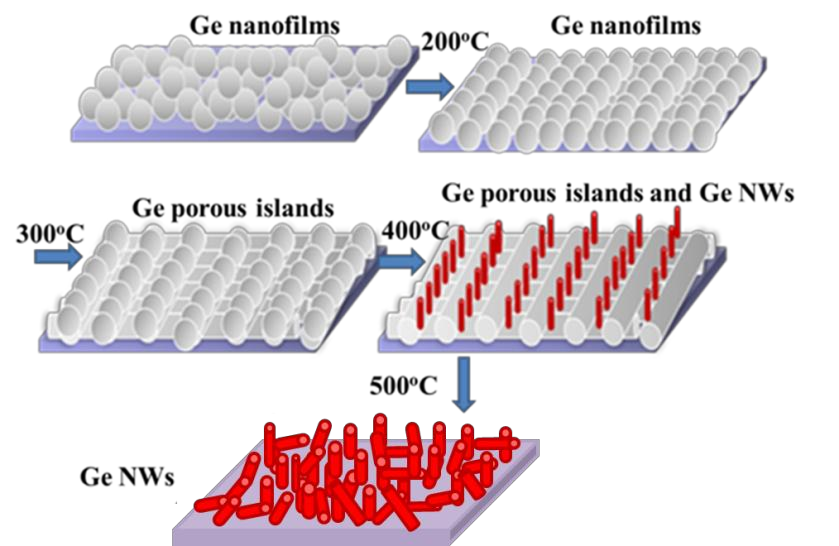 Ge nanofilms
200°C
Ge nanofilms
300°C
Ge porous islands
400°C
Ge porous islands and Ge NWs
500°C
Ge NWs